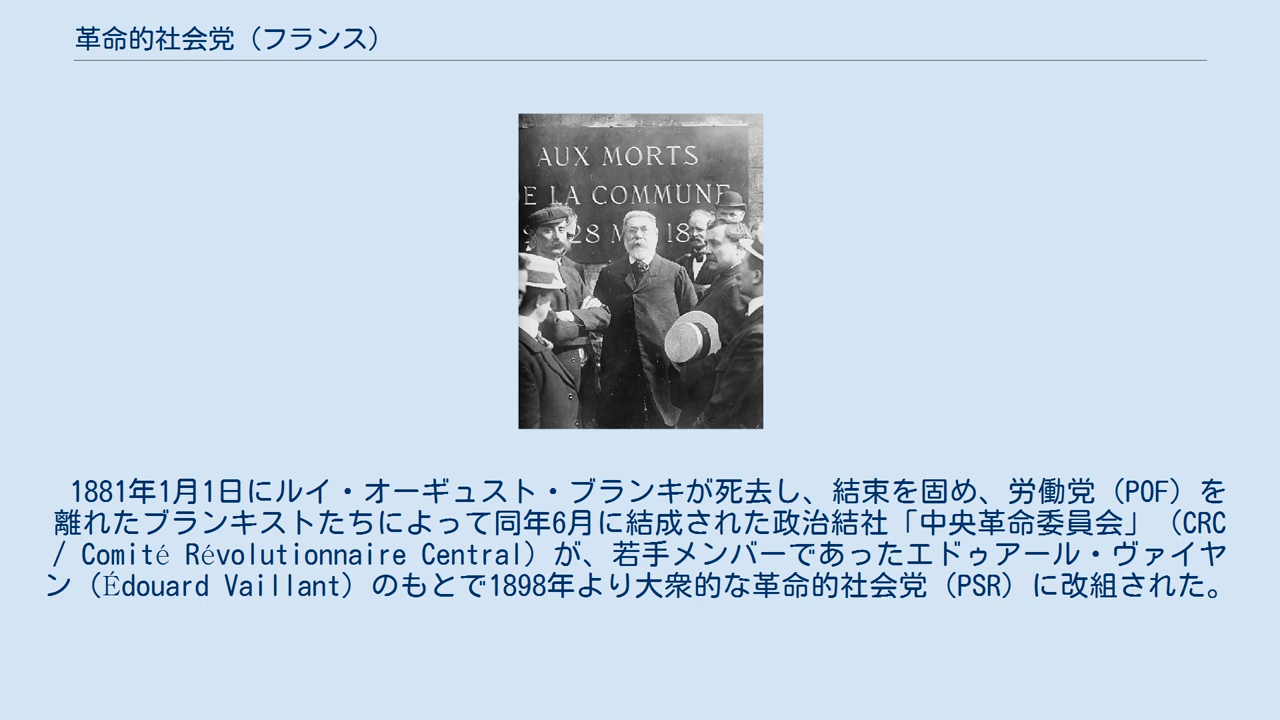 革命的社会党（フランス）
AUX MORTS
E LA COMMUNE
28 M 18
1881年1月1日にルイ・オーギュスト・ブランキが死去し、結束を固め、労働党（POF）を
離れたブランキストたちによって同年6月に結成された政治結社「中央革命委員会」（CRC
/ Comité Révolutionnaire Central）が、若手メンバーであったエドゥアール・ヴァイヤ
ン（Édouard Vaillant）のもとで1898年より大衆的な革命的社会党（PSR）に改組された。